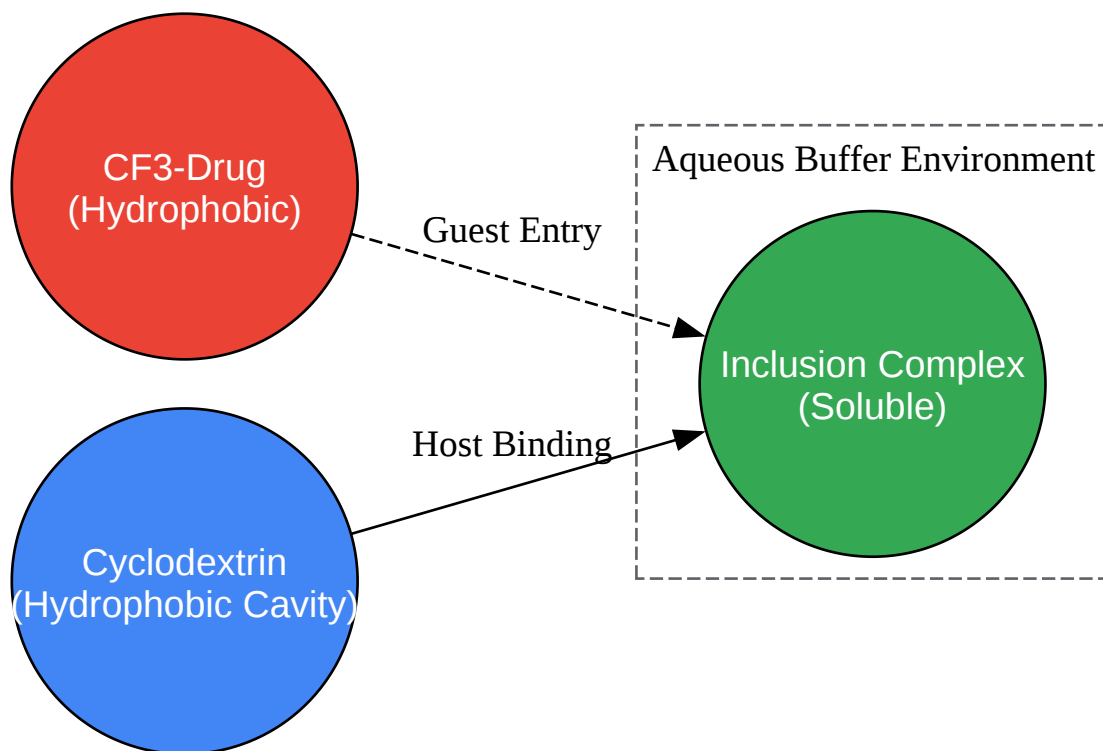 CF3-Drug
(Hydrophobic)
Guest Entry
Aqueous Buffer Environment
Inclusion Complex
(Soluble)
Host Binding
Cyclodextrin
(Hydrophobic Cavity)